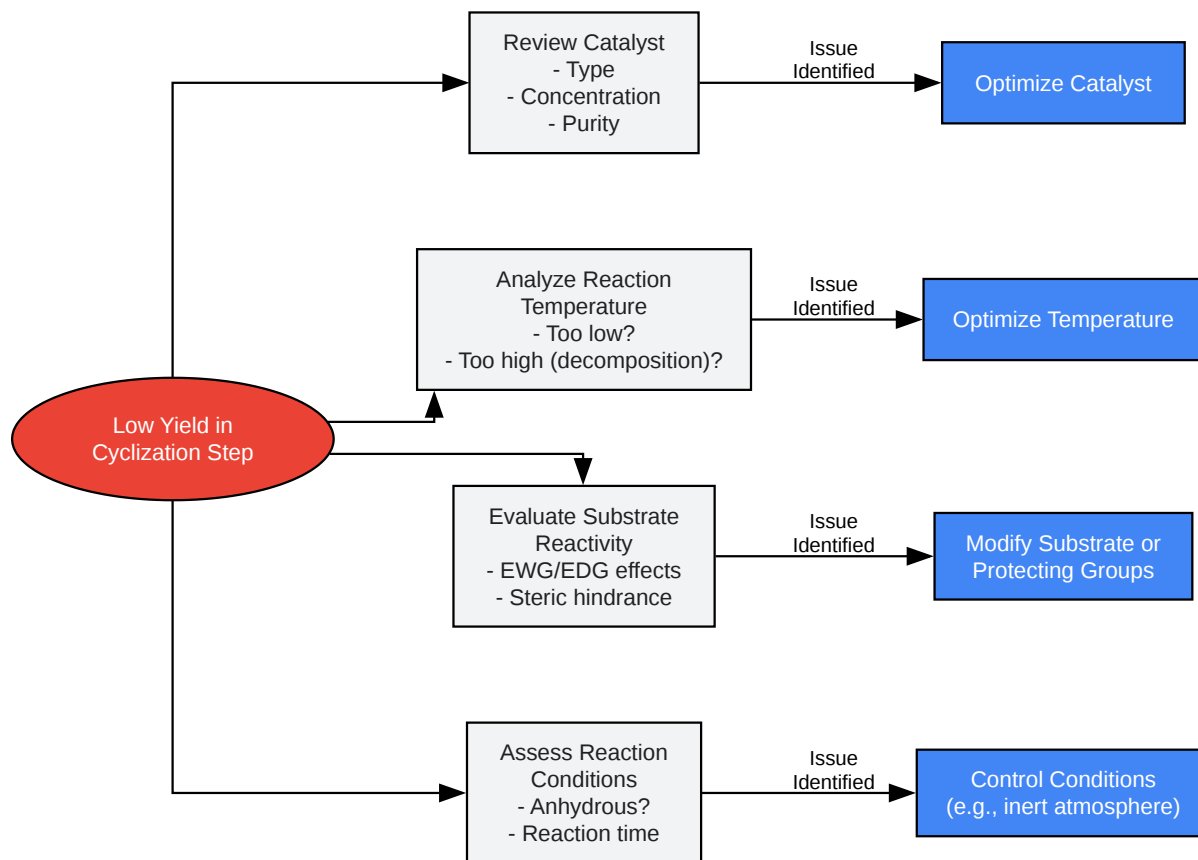 Review Catalyst
- Type
- Concentration
- Purity
Issue
Identified
Optimize Catalyst
Analyze Reaction
Temperature
- Too low?
- Too high (decomposition)?
Issue
Identified
Optimize Temperature
Low Yield in
Cyclization Step
Evaluate Substrate
Reactivity
- EWG/EDG effects
- Steric hindrance
Issue
Identified
Modify Substrate or
Protecting Groups
Assess Reaction
Conditions
- Anhydrous?
- Reaction time
Issue
Identified
Control Conditions
(e.g., inert atmosphere)